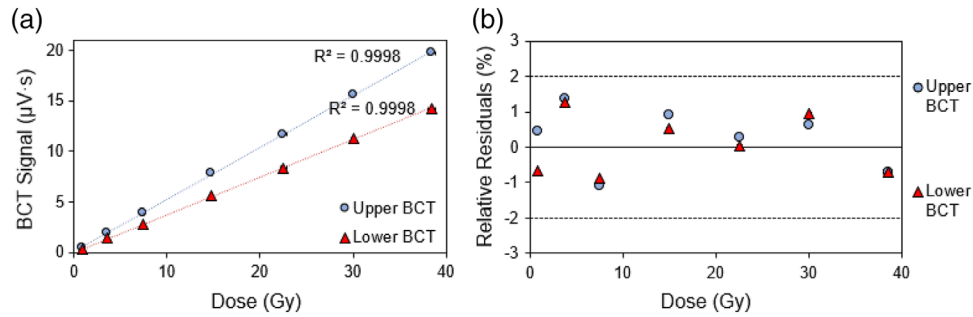 (a)
BCT Signal (µV·s)
20
15
10
5
0
R² = 0.9998
R² = 0.9998
Upper BCT
Lower BCT
0 10 20 30 40
Dose (Gy)
(b)
Relative Residuals (%)
3
2
1
0
-1
-2
-3
0 10 20 30 40
Dose (Gy)
Upper
BCT
Lower
BCT